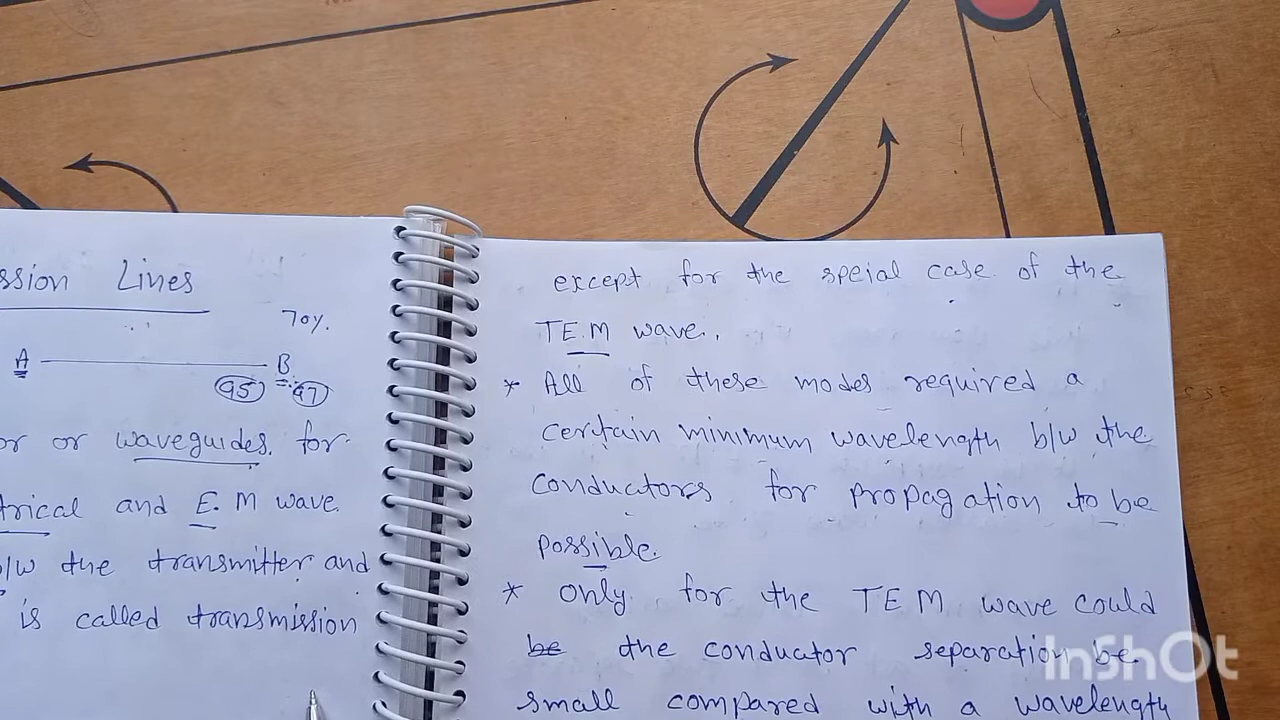 ssion Lines
70%.
A B
95 97
or or waveguides. for
trical and E.M wave.
b/w the transmitter and
is called transmission
except for the speial case of the
TE.M wave.
* All of these modes required a
certain minimum wavelength b/w the
conductors for propagation to be
possible.
* only for the TEM wave could
be the conductor separation be
small compared with a wavelength
InShOt